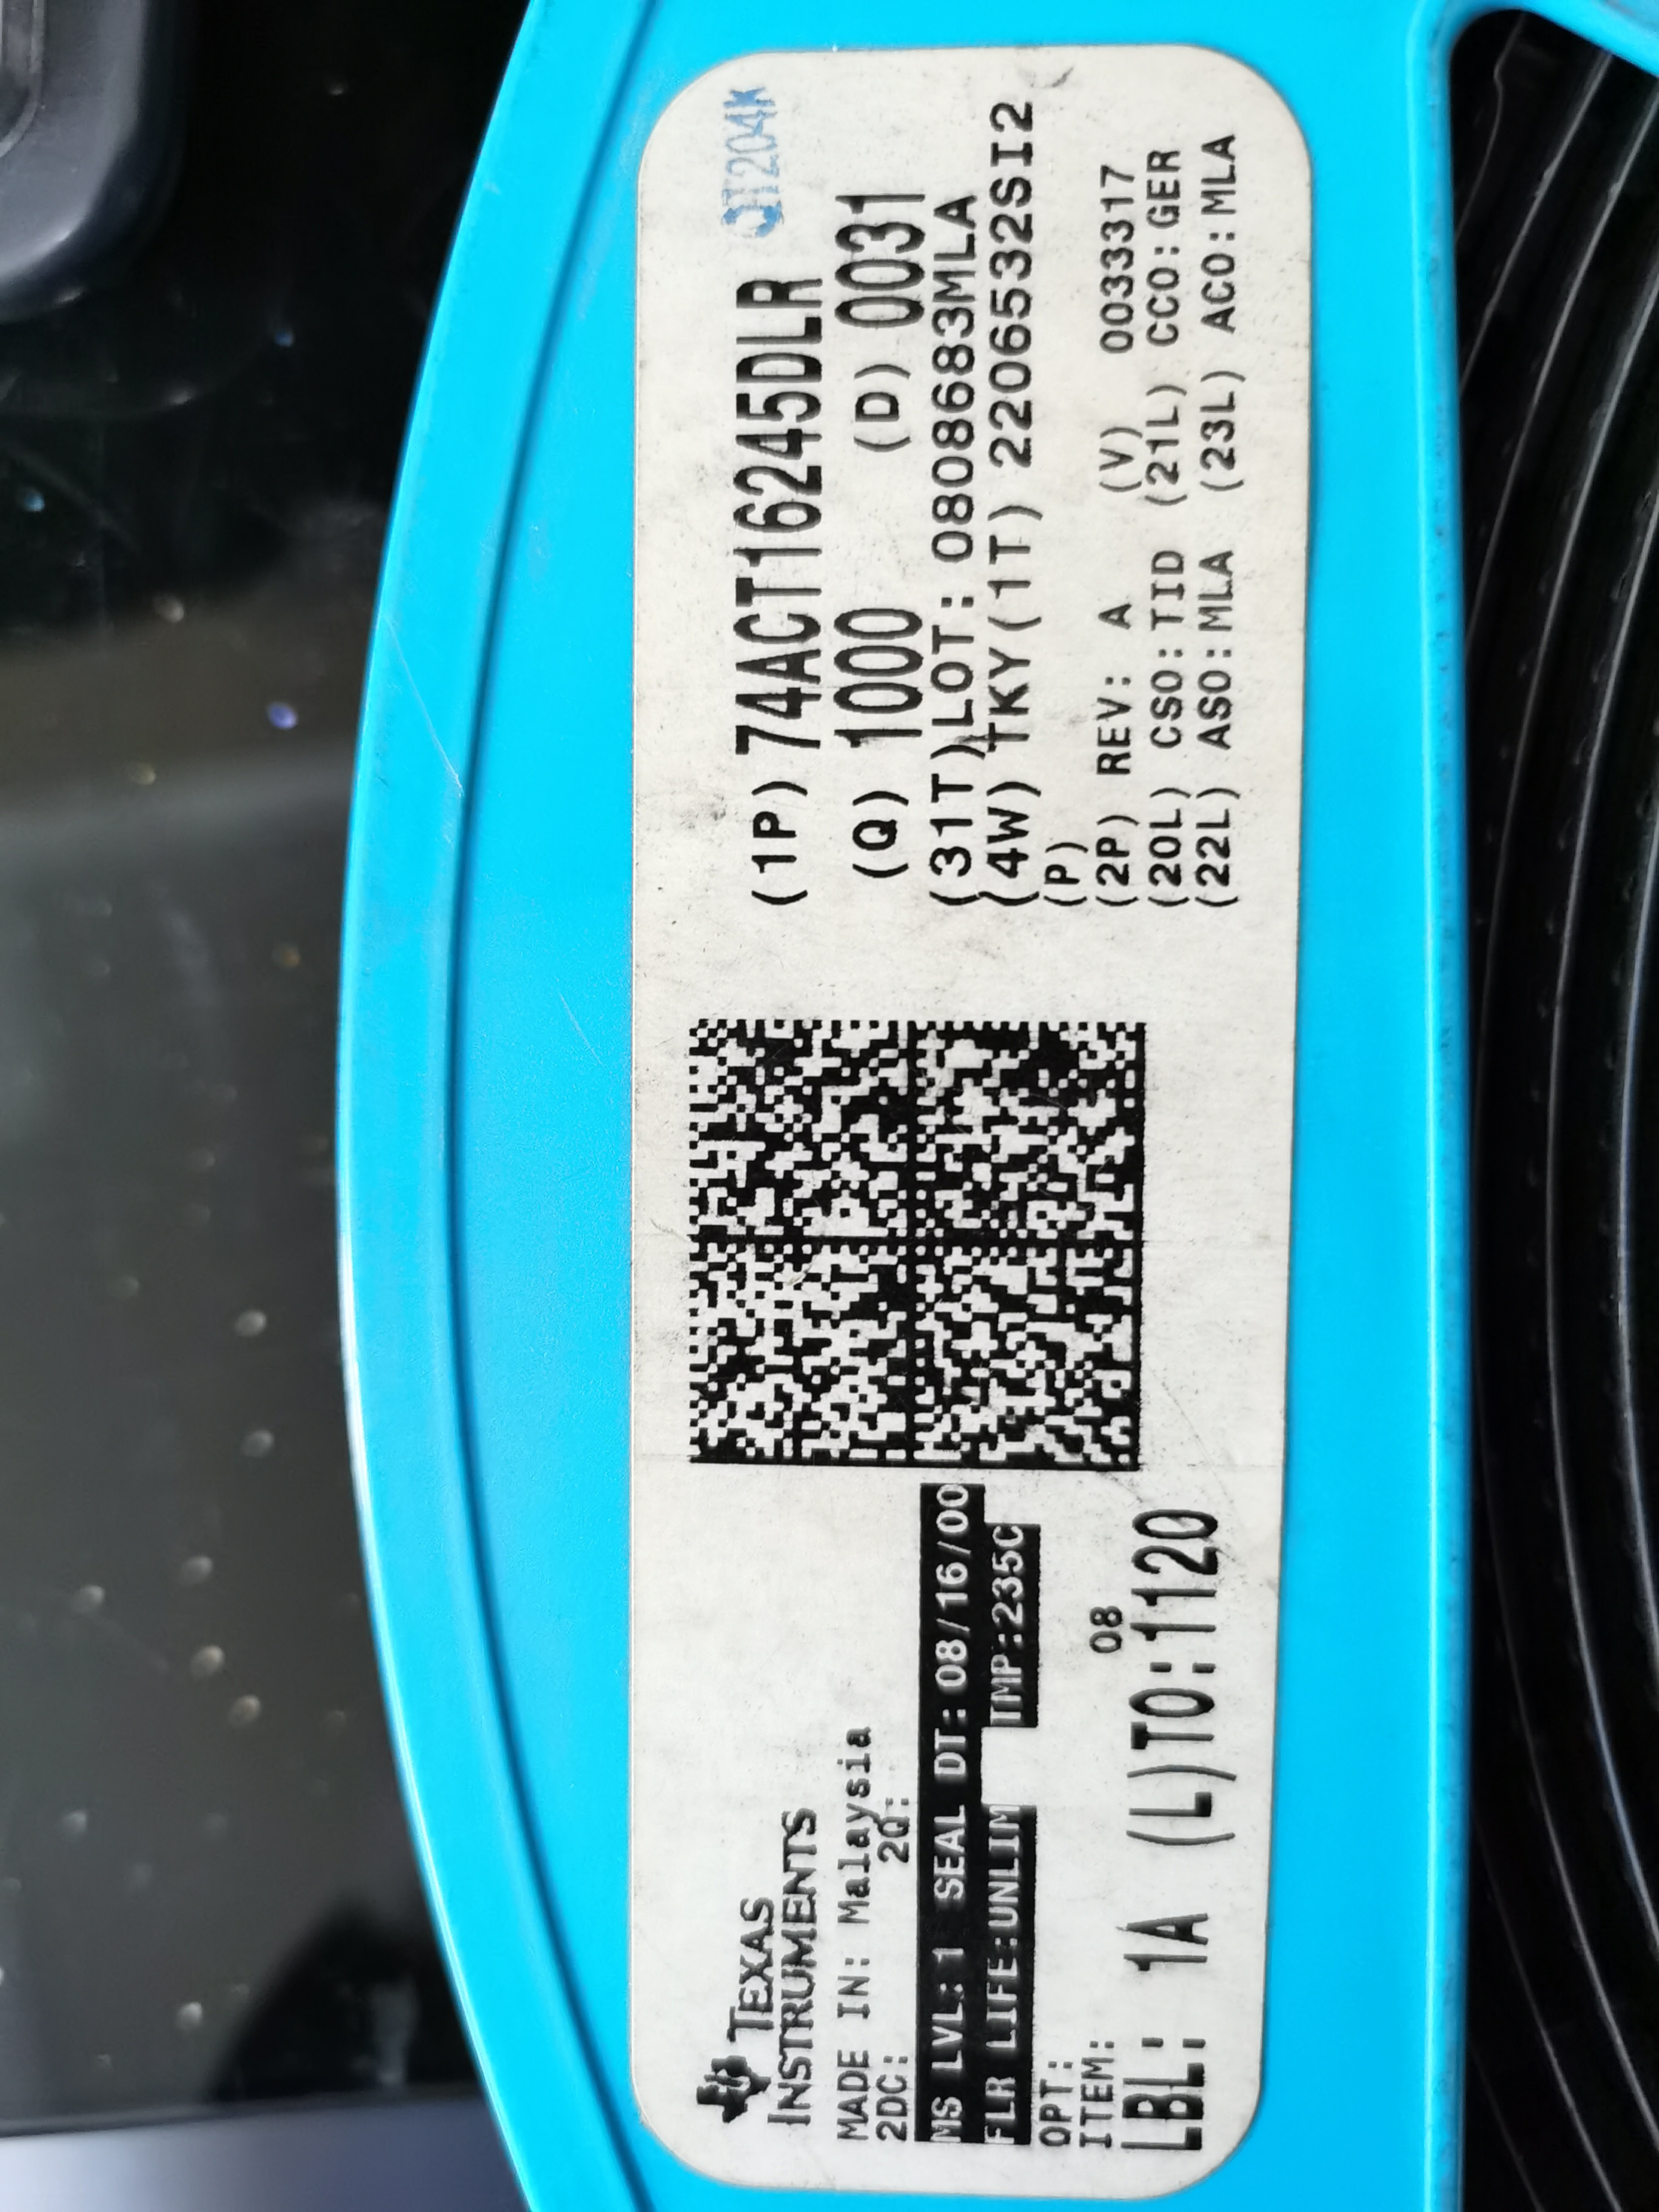 TEXAS
INSTRUMENTS
MADE IN: Malaysia
2DC: 2Q:
MS LVL: 1 SEAL DT: 08/16/00
FLR LIFE:UNLIM TMP:235C
OPT:
ITEM: 08
LBL: 1A (L)TO:1120
QT204K
(1P) 74ACT16245DLR
(Q) 1000 (D) 0031
(31T)LOT: 0808683MLA
(4W) TKY(1T) 2206532SI2
(P)
(2P) REV: A (V) 0033317
(20L) CSO:TID (21L) CCO:GER
(22L) ASO:MLA (23L) ACO:MLA